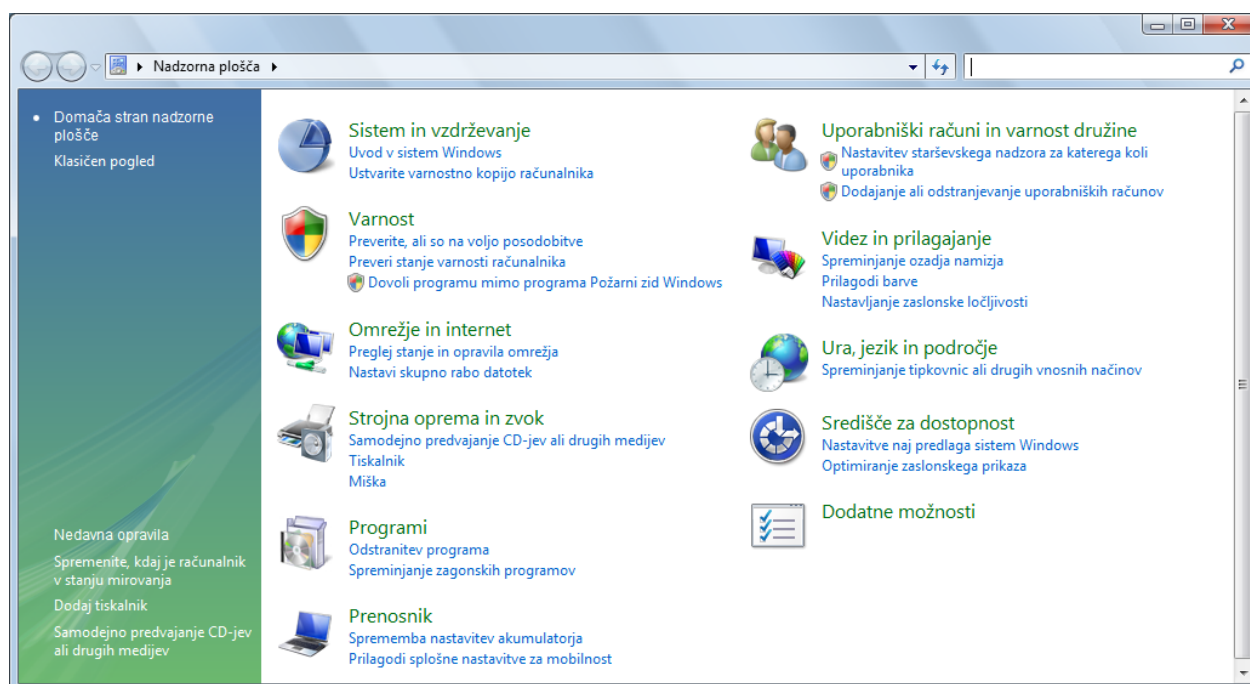 Nadzorna plošča
Domača stran nadzorne
plošče
Klasičen pogled
Nedavna opravila
Spremenite, kdaj je računalnik
v stanju mirovanja
Dodaj tiskalnik
Samodejno predvajanje CD-jev
ali drugih medijev
Sistem in vzdrževanje
Uvod v sistem Windows
Ustvarite varnostno kopijo računalnika
Varnost
Preverite, ali so na voljo posodobitve
Preveri stanje varnosti računalnika
Dovoli programu mimo programa Požarni zid Windows
Omrežje in internet
Preglej stanje in opravila omrežja
Nastavi skupno rabo datotek
Strojna oprema in zvok
Samodejno predvajanje CD-jev ali drugih medijev
Tiskalnik
Miška
Programi
Odstranitev programa
Spreminjanje zagonskih programov
Prenosnik
Sprememba nastavitev akumulatorja
Prilagodi splošne nastavitve za mobilnost
Uporabniški računi in varnost družine
Nastavitev starševskega nadzora za katerega koli
uporabnika
Dodajanje ali odstranjevanje uporabniških računov
Videz in prilagajanje
Spreminjanje ozadja namizja
Prilagodi barve
Nastavljanje zaslonske ločljivosti
Ura, jezik in področje
Spreminjanje tipkovnic ali drugih vnosnih načinov
Središče za dostopnost
Nastavitve naj predlaga sistem Windows
Optimiranje zaslonskega prikaza
Dodatne možnosti